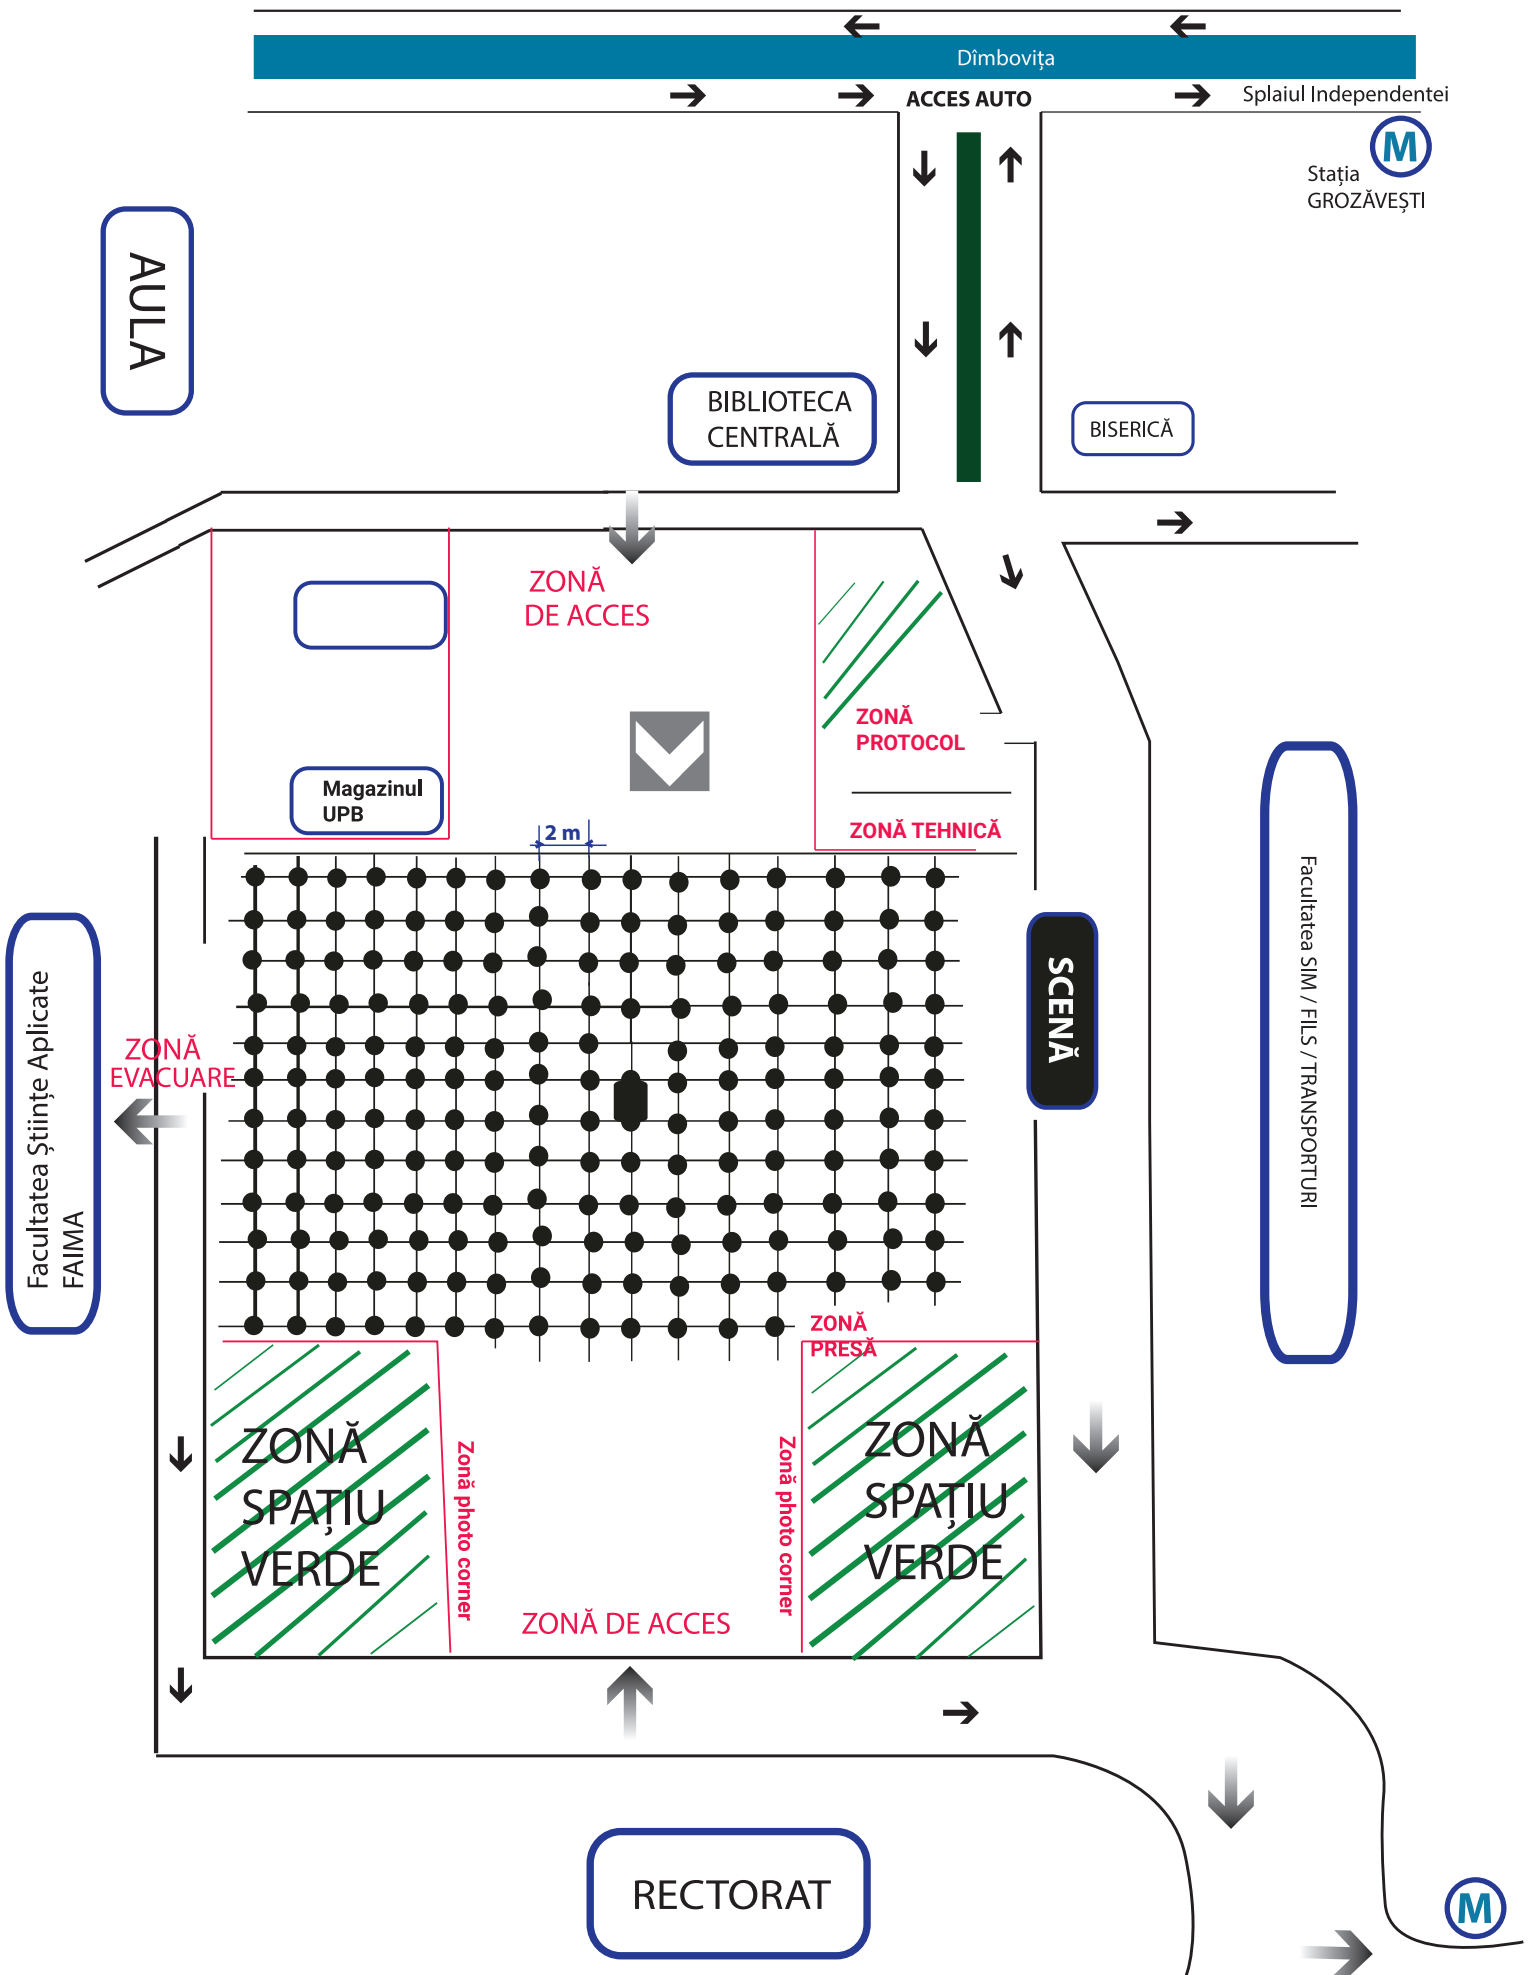 Dîmbovița
ACCES AUTO
Splaiul Independentei
M
Stația
GROZĂVEȘTI
AULA
BIBLIOTECA
CENTRALĂ
BISERICĂ
ZONĂ
DE ACCES
ZONĂ
PROTOCOL
Magazinul
UPB
ZONĂ TEHNICĂ
2 m
SCENĂ
Facultatea SIM / FILS / TRANSPORTURI
Facultatea Științe Aplicate
FAIMA
ZONĂ
EVACUARE
ZONĂ
PRESĂ
ZONĂ
SPAȚIU
VERDE
Zonă photo corner
Zonă photo corner
ZONĂ
SPAȚIU
VERDE
ZONĂ DE ACCES
RECTORAT
M